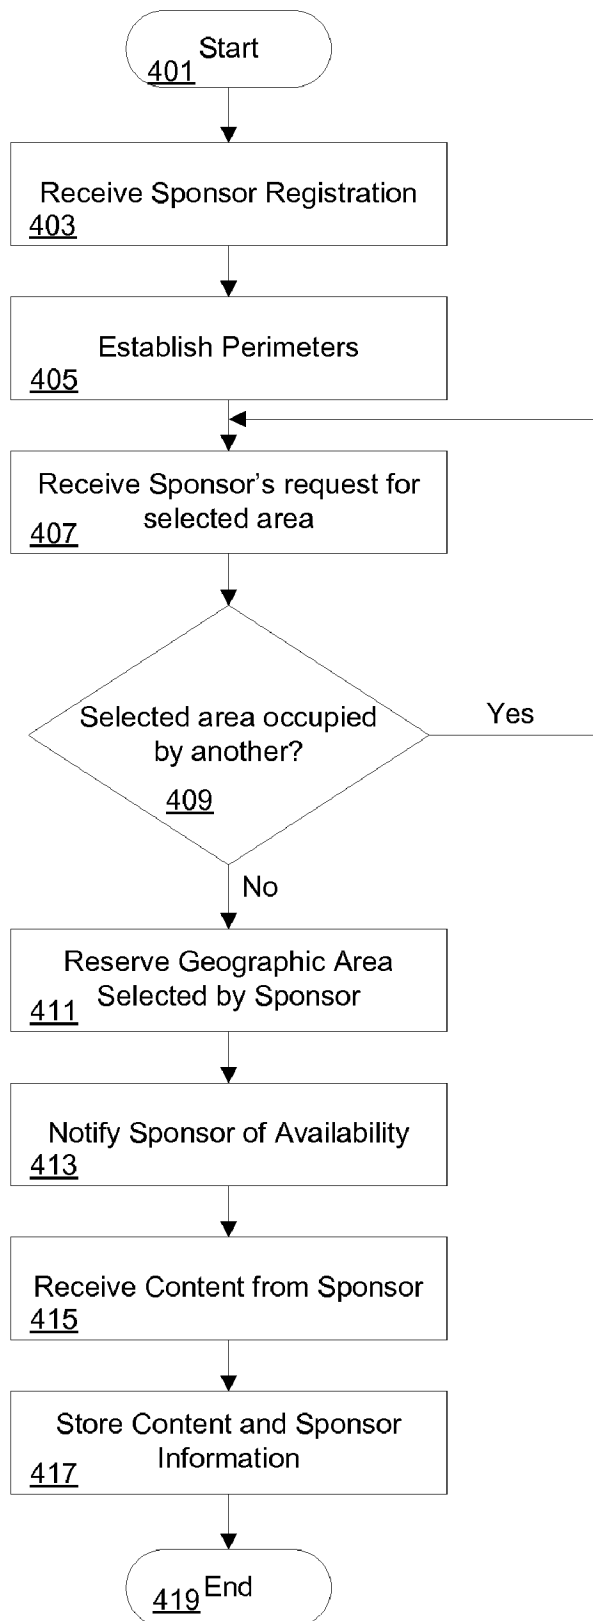 Start
401
Receive Sponsor Registration
403
Establish Perimeters
405
Receive Sponsor's request for
selected area
407
Selected area occupied
by another?
409
Yes
No
Reserve Geographic Area
Selected by Sponsor
411
Notify Sponsor of Availability
413
Receive Content from Sponsor
415
Store Content and Sponsor
Information
417
419 End